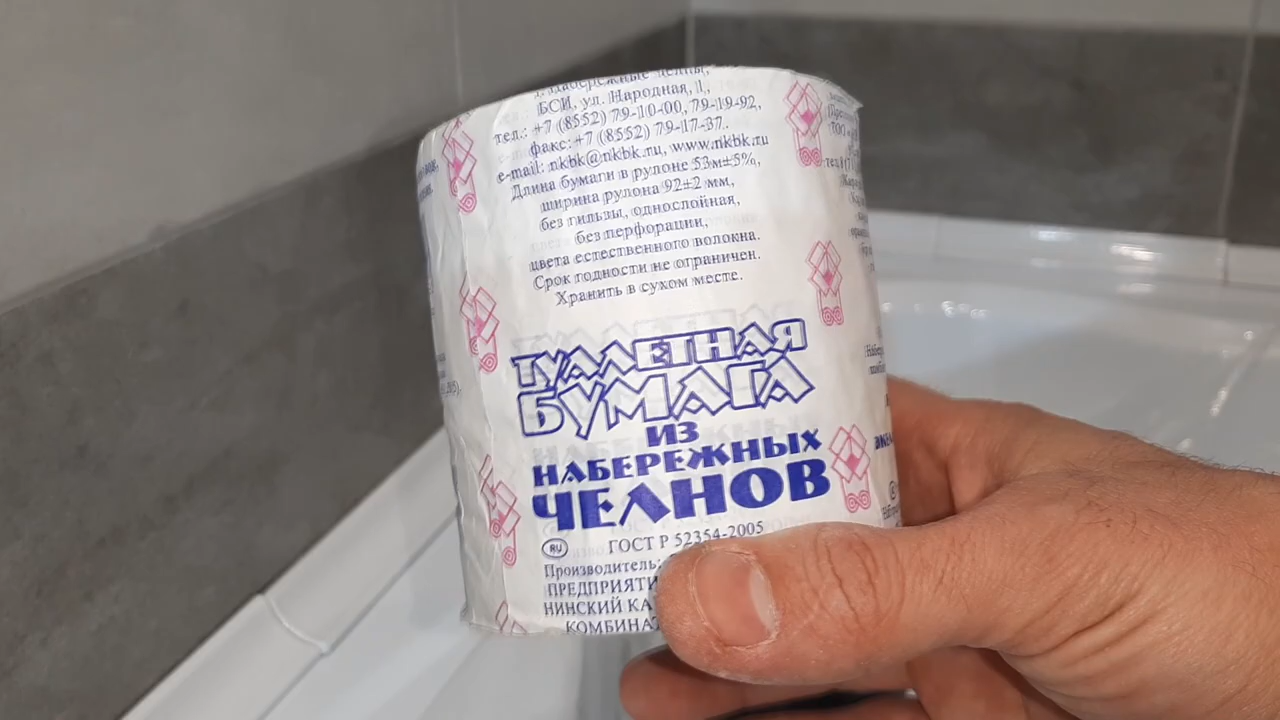 г. Набережные Челны,
БСИ, ул. Народная, 1,
тел.: +7 (8552) 79-10-00, 79-19-92,
факс: +7 (8552) 79-17-37.
e-mail: nkbk@nkbk.ru, www.nkbk.ru
Длина бумаги в рулоне 53м±5%,
ширина рулона 92±2 мм,
без гильзы, однослойная,
без перфорации,
цвета естественного волокна.
Срок годности не ограничен.
Хранить в сухом месте.
ТУАЛЕТНАЯ
БУМАГА
ИЗ
НАБЕРЕЖНЫХ
ЧЕЛНОВ
RU ГОСТ Р 52354-2005
Производитель:
ПРЕДПРИЯТИ
НИНСКИЙ КА
КОМБИНАТ